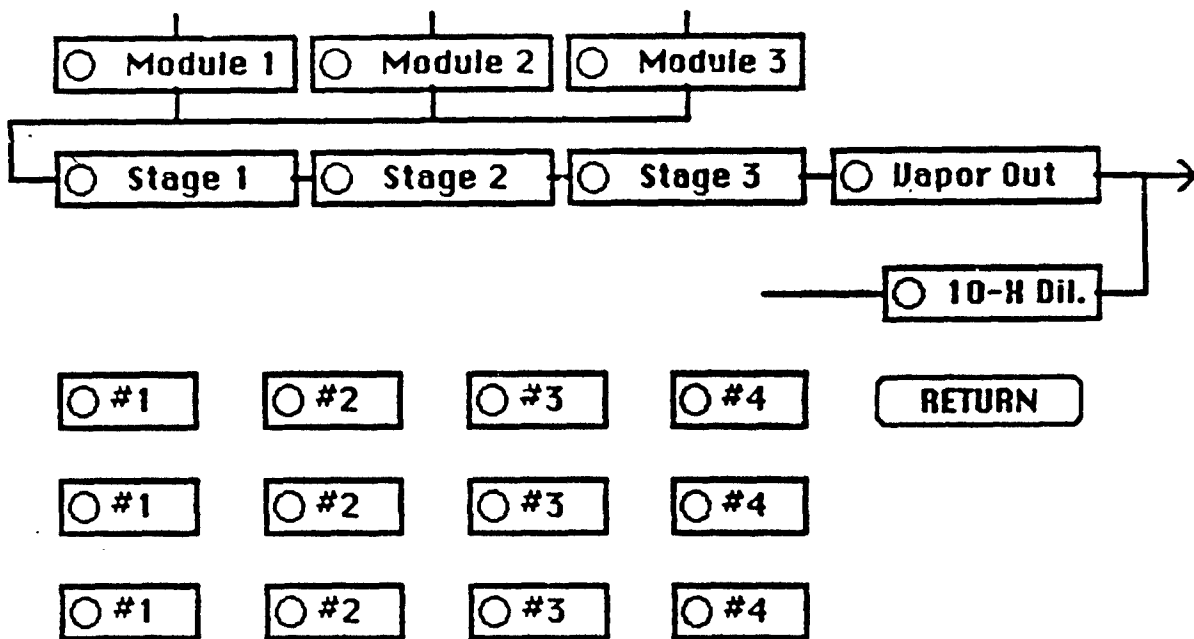 Module 1 Module 2 Module 3
Stage 1 Stage 2 Stage 3 Vapor Out
10-X Dil.
#1 #2 #3 #4 RETURN
#1 #2 #3 #4
#1 #2 #3 #4